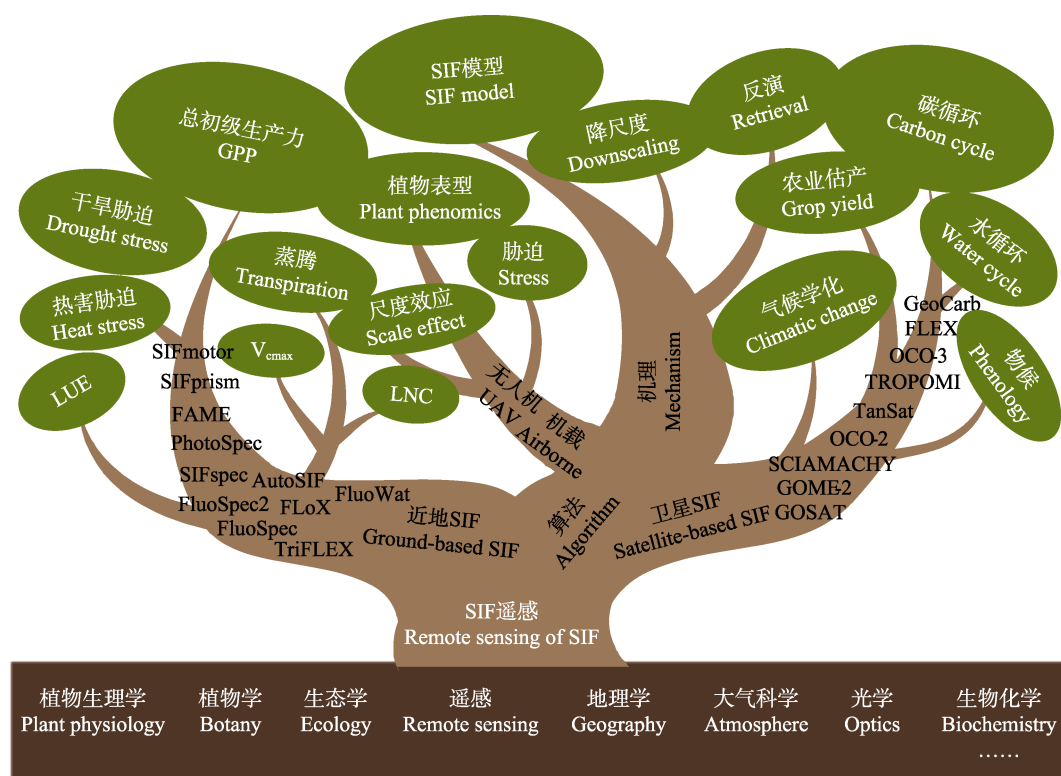 SIF模型
SIF model
反演
Retrieval
碳循环
Carbon cycle
总初级生产力
GPP
降尺度
Downscaling
植物表型
Plant phenomics
农业估产
Grop yield
干旱胁迫
Drought stress
蒸腾
Transpiration
胁迫
Stress
水循环
Water cycle
热害胁迫
Heat stress
尺度效应
Scale effect
气候学化
Climatic change
物候
Phenology
LUE
Vcmax
LNC
SIFmotor
SIFprism
FAME
PhotoSpec
SIFspec
AutoSIF
FluoWat
FluoSpec2
FLoX
FluoSpec
TriFLEX
近地SIF
Ground-based SIF
无人机 机载
UAV Airborne
机理
Mechanism
算法
Algorithm
卫星SIF
Satellite-based SIF
GeoCarb
FLEX
OCO-3
TROPOMI
TanSat
OCO-2
SCIAMACHY
GOME-2
GOSAT
SIF遥感
Remote sensing of SIF
植物生理学
Plant physiology
植物学
Botany
生态学
Ecology
遥感
Remote sensing
地理学
Geography
大气科学
Atmosphere
光学
Optics
生物化学
Biochemistry
……